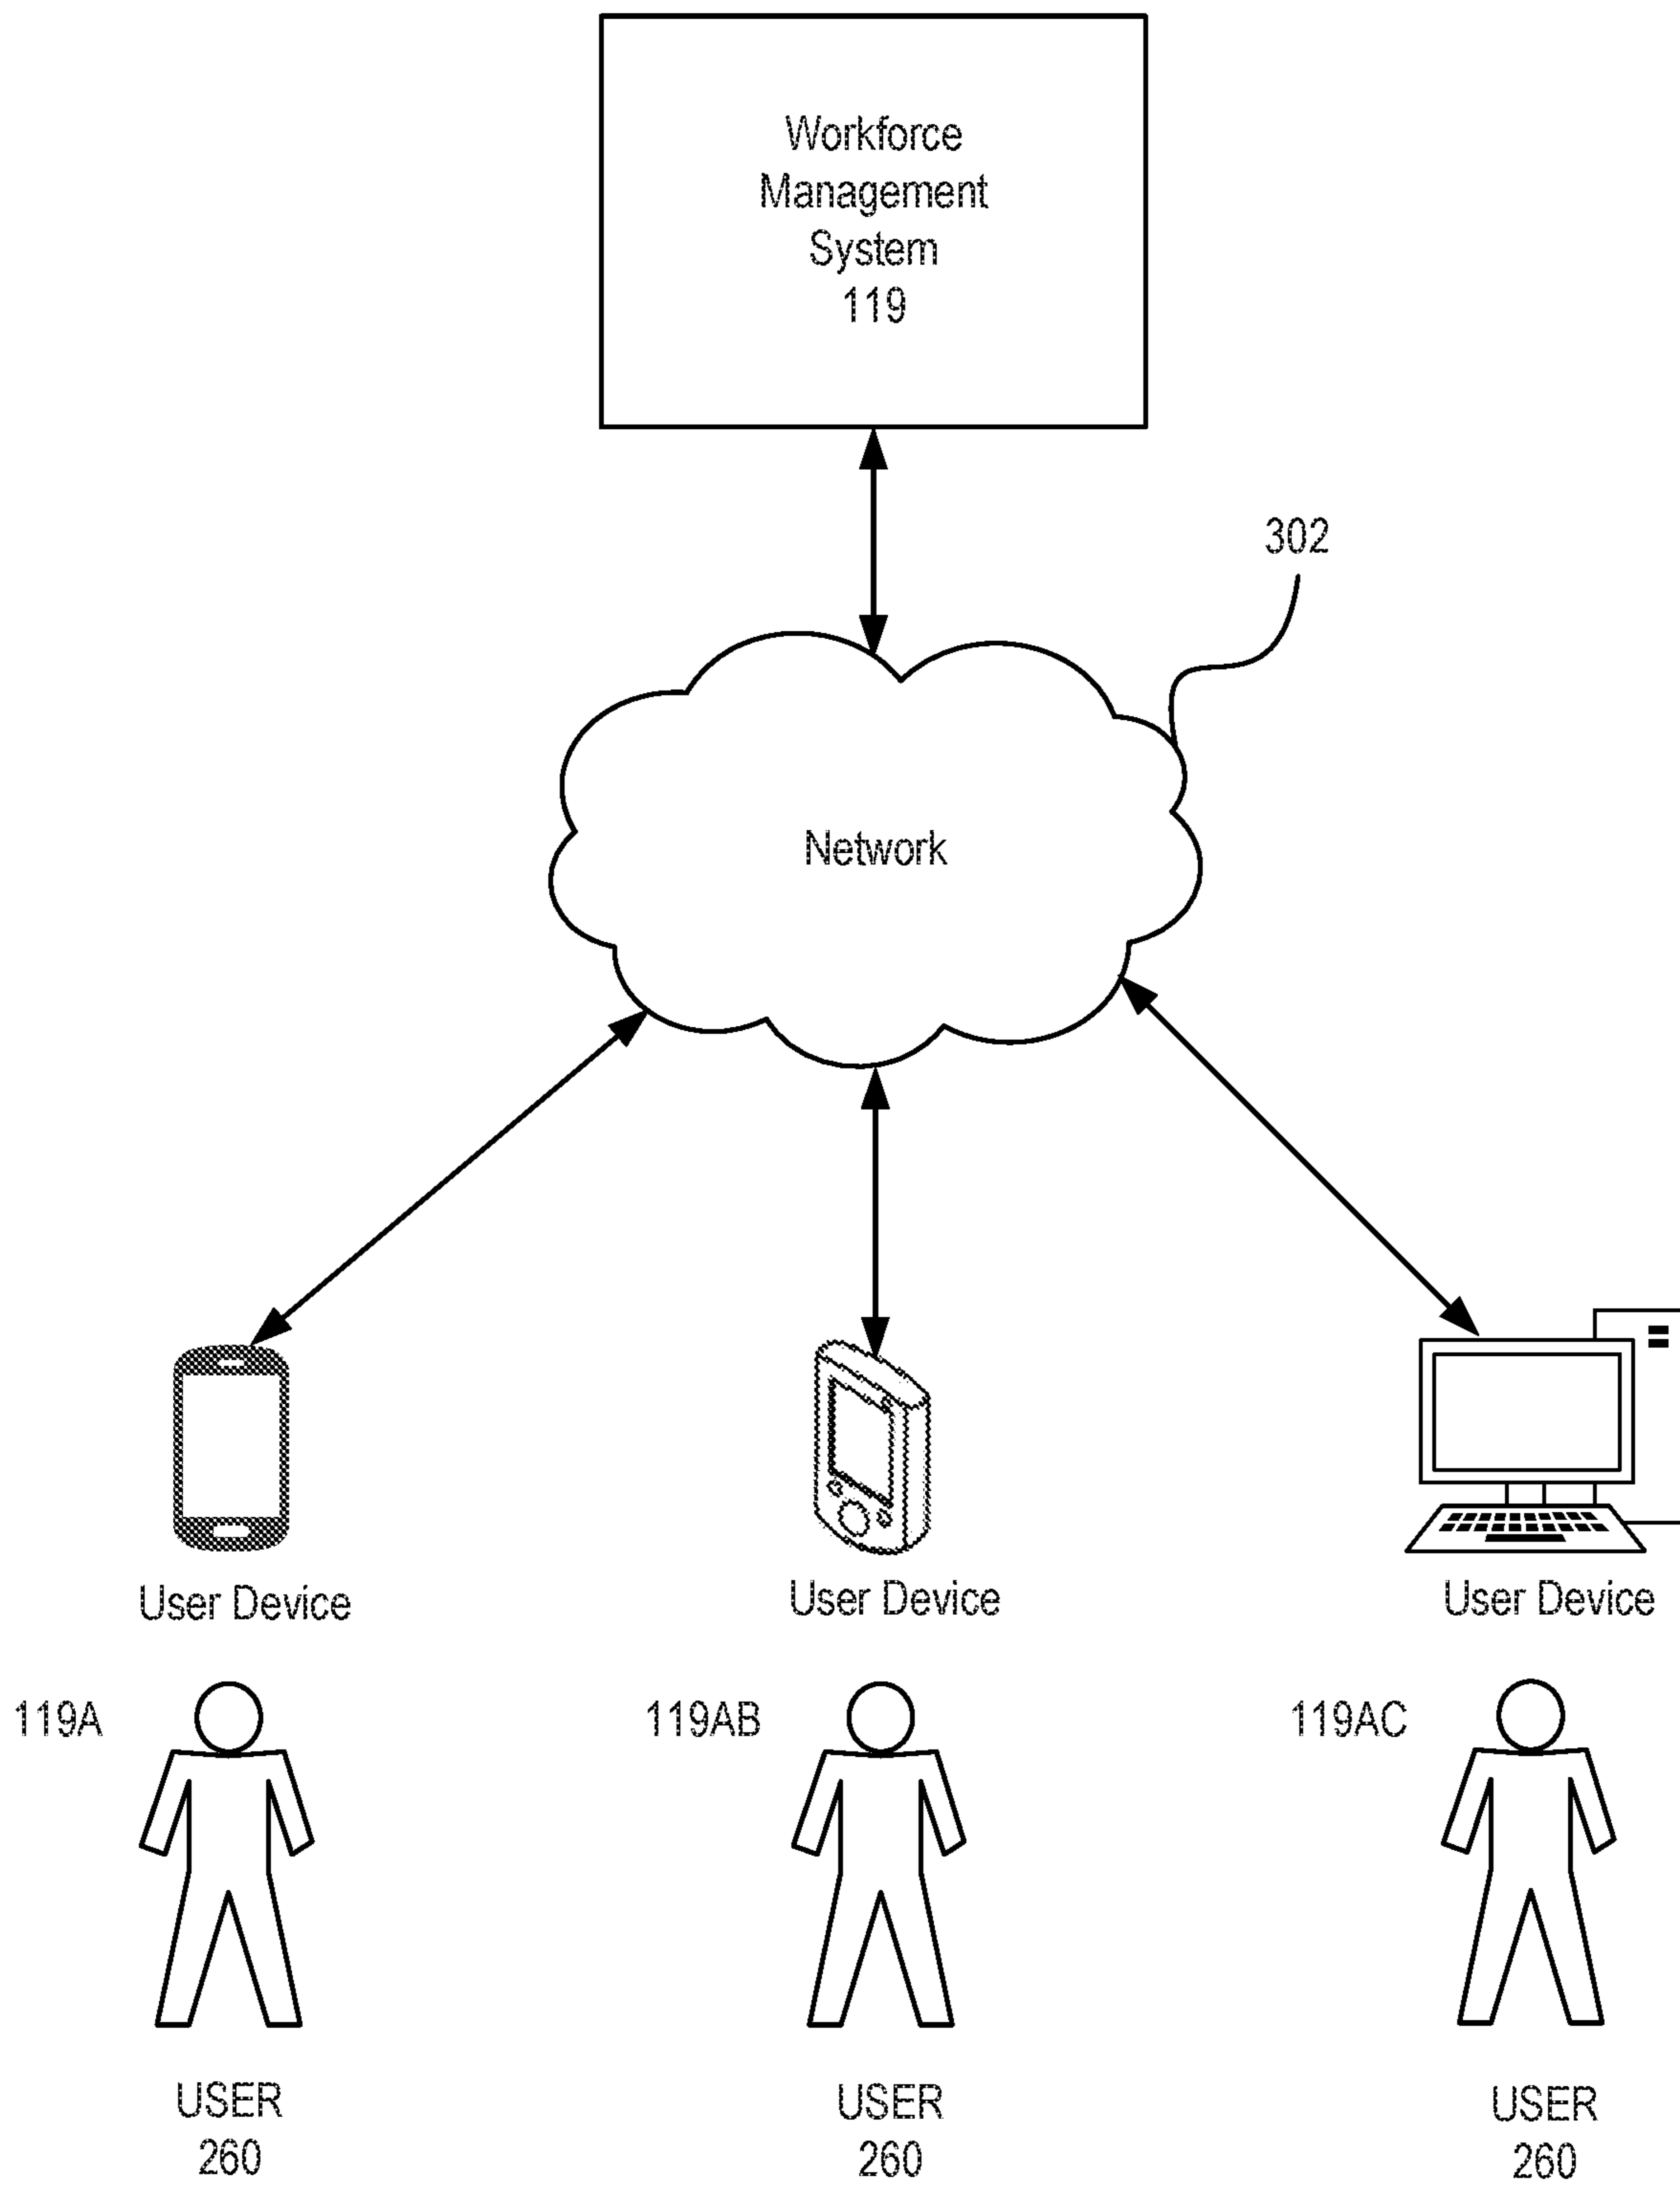 Workforce
Management
System
119
302
Network
User Device
User Device
User Device
119A
119AB
119AC
USER
260
USER
260
USER
260